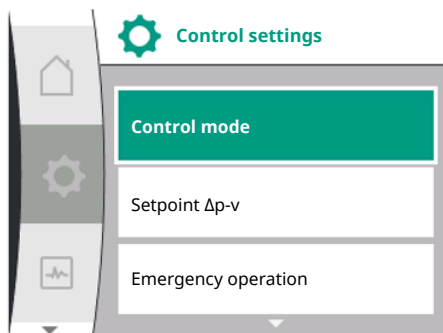 Control settings
Control mode
Setpoint Δp-v
Emergency operation